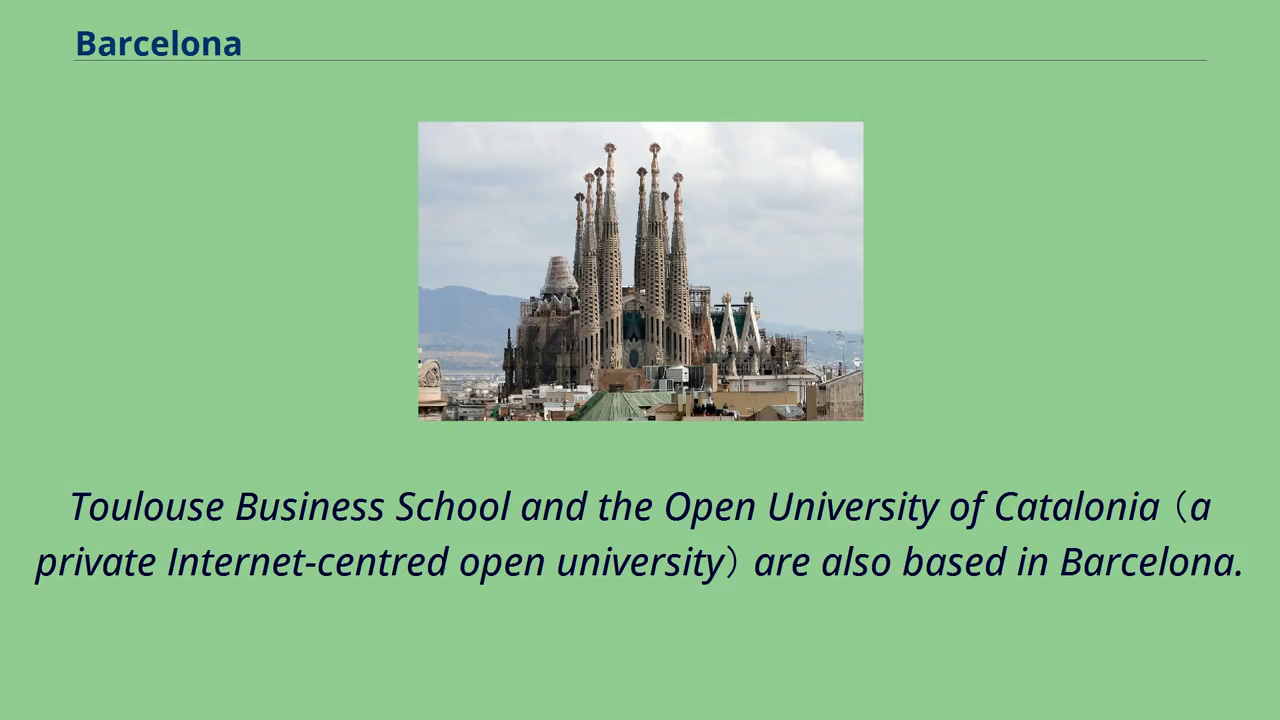 Barcelona
Toulouse Business School and the Open University of Catalonia (a
private Internet-centred open university) are also based in Barcelona.